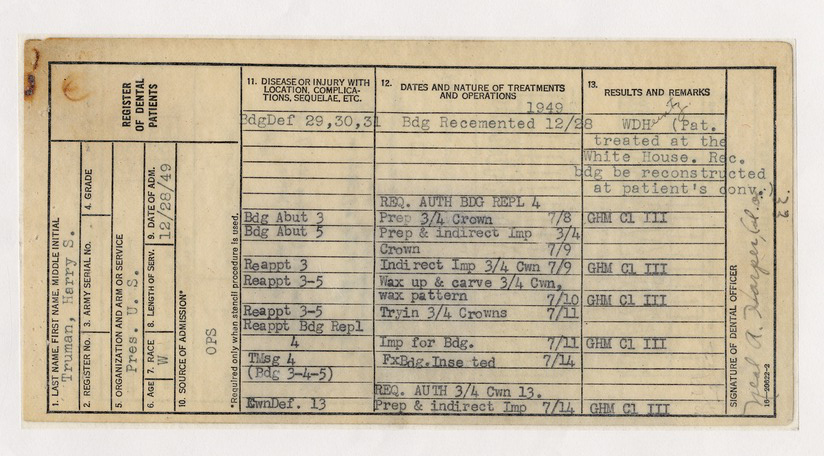 REGISTER
OF DENTAL
PATIENTS
1. LAST NAME, FIRST NAME, MIDDLE INITIAL
Truman, Harry S.
2. REGISTER No.
3. ARMY SERIAL No.
4. GRADE
5. ORGANIZATION AND ARM OR SERVICE
Pres. U. S.
6. AGE
7. RACE
W
8. LENGTH OF SERV.
9. DATE OF ADM.
12/28/49
10. SOURCE OF ADMISSION*
OPS
*Required only when stencil procedure is used.
11. DISEASE OR INJURY WITH
LOCATION, COMPLICA-
TIONS, SEQUELAE, ETC.
12. DATES AND NATURE OF TREATMENTS
AND OPERATIONS
13. RESULTS AND REMARKS
1949
BdgDef 29,30,31 Bdg Recemented 12/28 WDH (Pat.
treated at the
White House. Rec.
bdg be reconstructed
at patient's conv.
REQ. AUTH BDG REPL 4
Bdg Abut 3 Prep 3/4 Crown 7/8 GHM Cl III
Bdg Abut 5 Prep & indirect Imp 3/4
Crown 7/9
Reappt 3 Indirect Imp 3/4 Cwn 7/9 GHM Cl III
Reappt 3-5 Wax up & carve 3/4 Cwn,
wax pattern 7/10 GHM Cl III
Reappt 3-5 Tryin 3/4 Crowns 7/11
Reappt Bdg Repl
4 Imp for Bdg. 7/11 GHM Cl III
TMsg 4 FxBdg.Inse ted 7/14
(Bdg 3-4-5)
REQ. AUTH 3/4 Cwn 13.
CwnDef. 13 Prep & indirect Imp 7/14 GHM Cl III
SIGNATURE OF DENTAL OFFICER
Neal A. Harper,